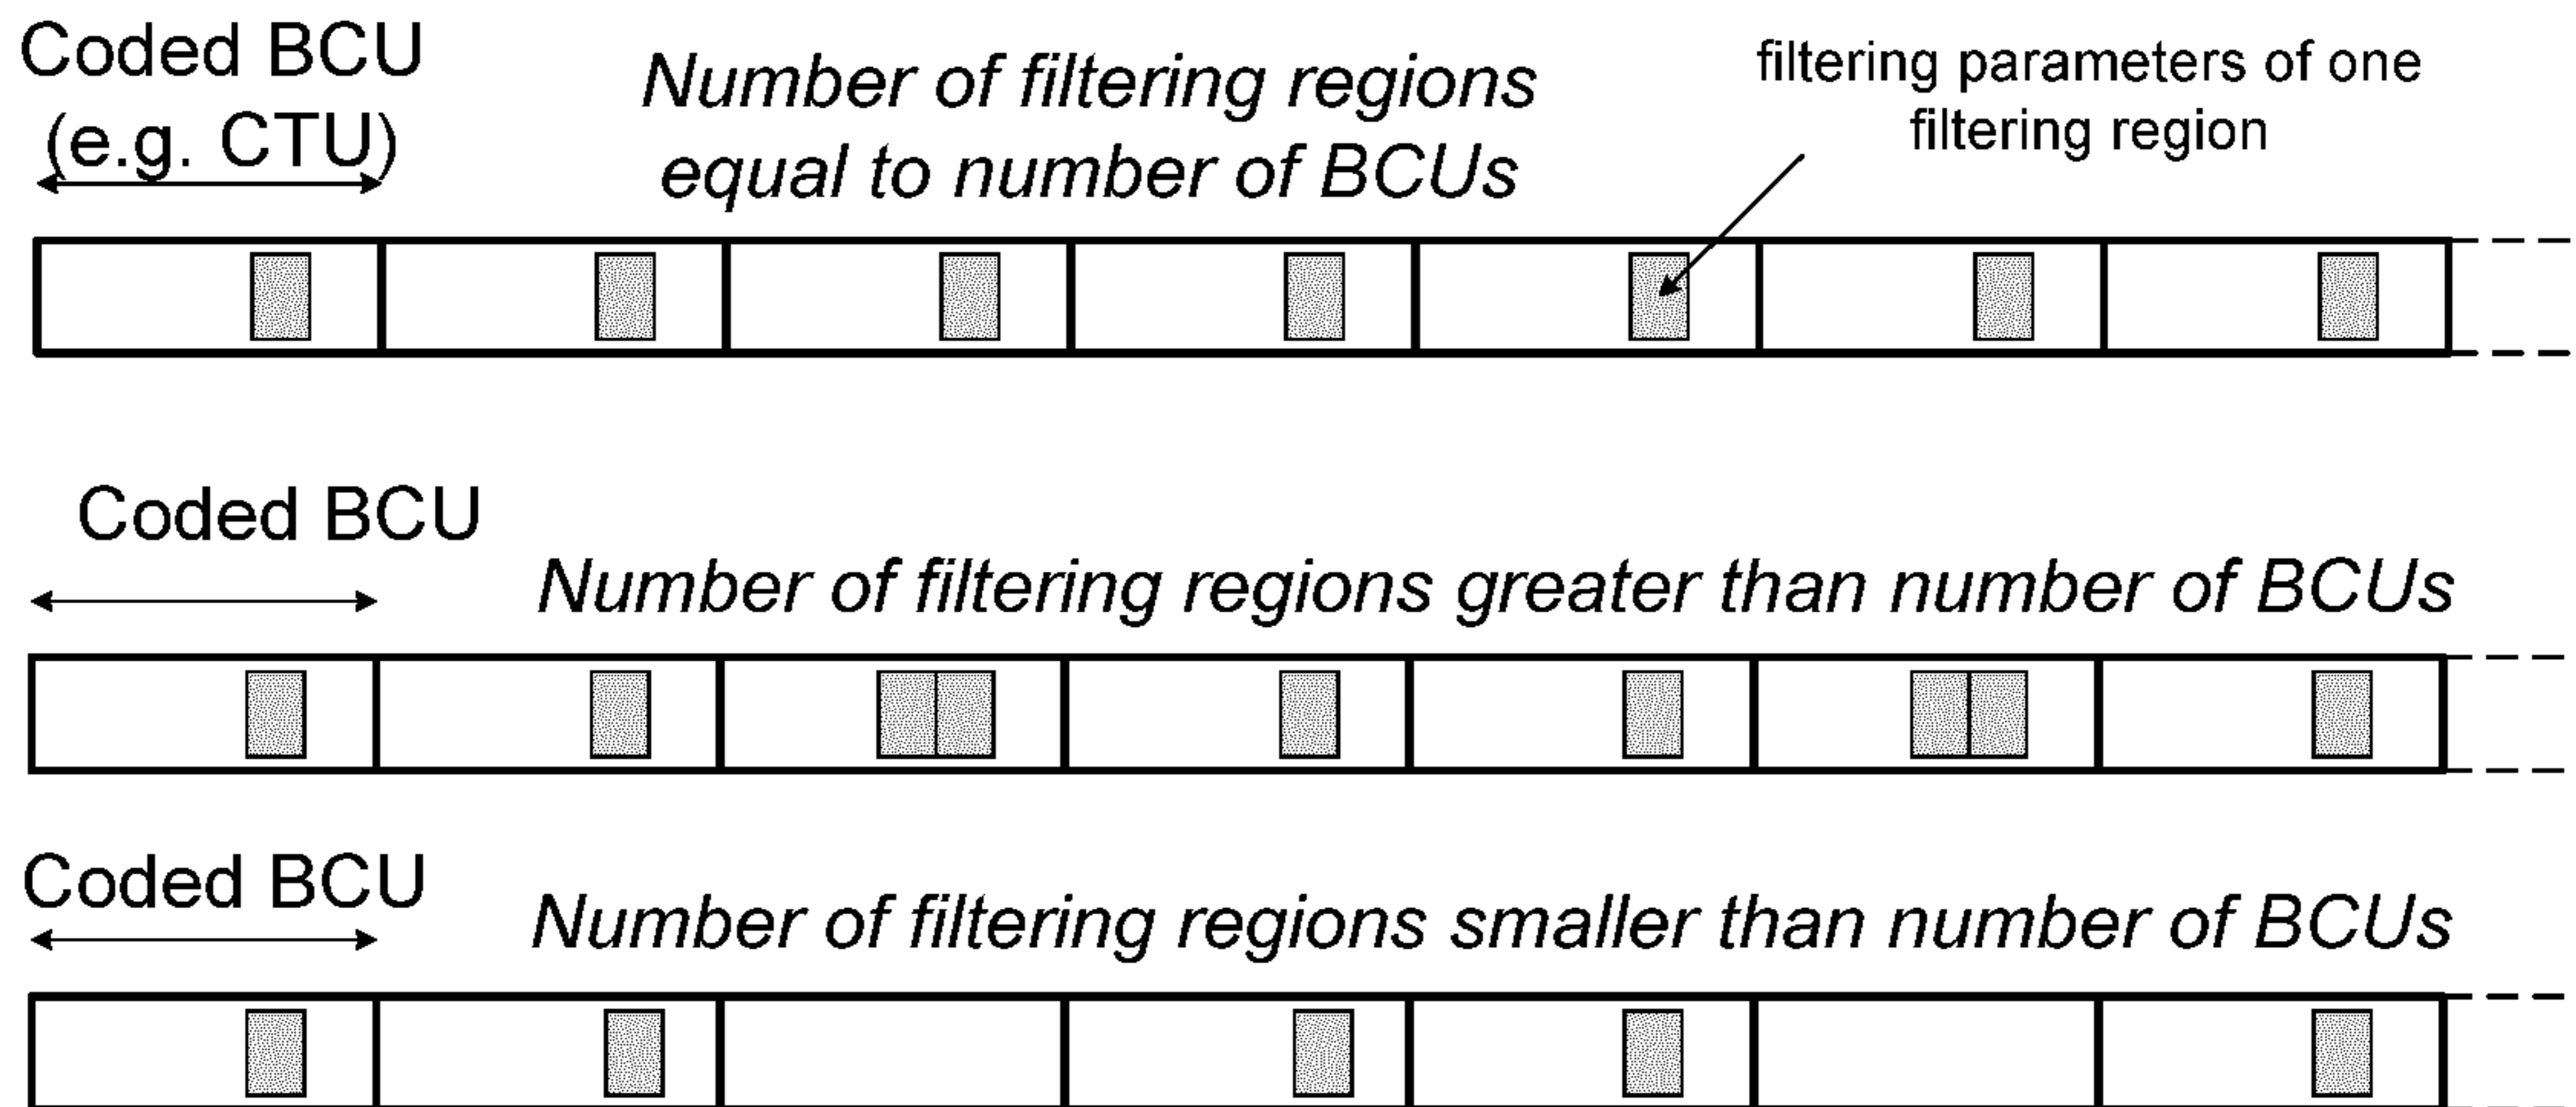 Coded BCU
(e.g. CTU)
Number of filtering regions
equal to number of BCUs
filtering parameters of one
filtering region
Coded BCU
Number of filtering regions greater than number of BCUs
Coded BCU
Number of filtering regions smaller than number of BCUs